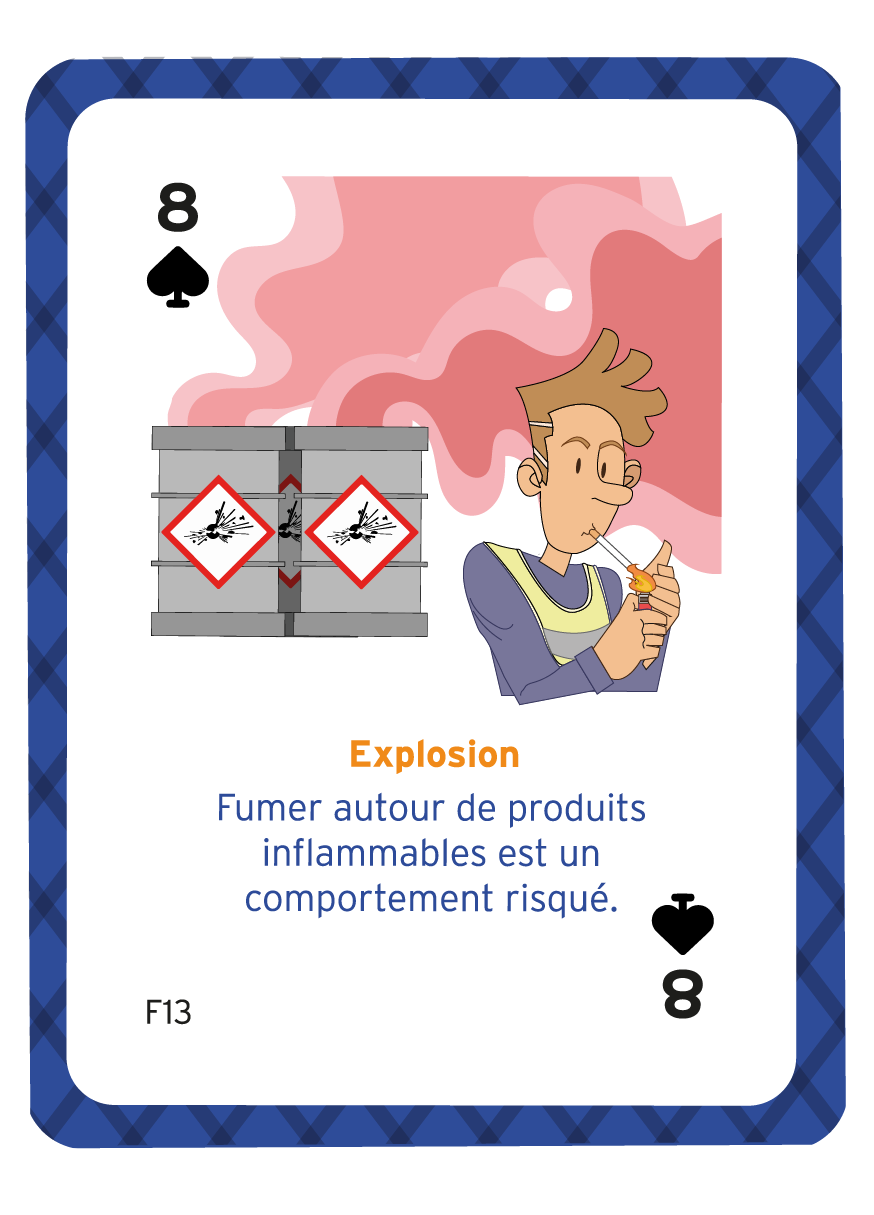 8
Explosion
Fumer autour de produits
inflammables est un
comportement risqué.
8
F13